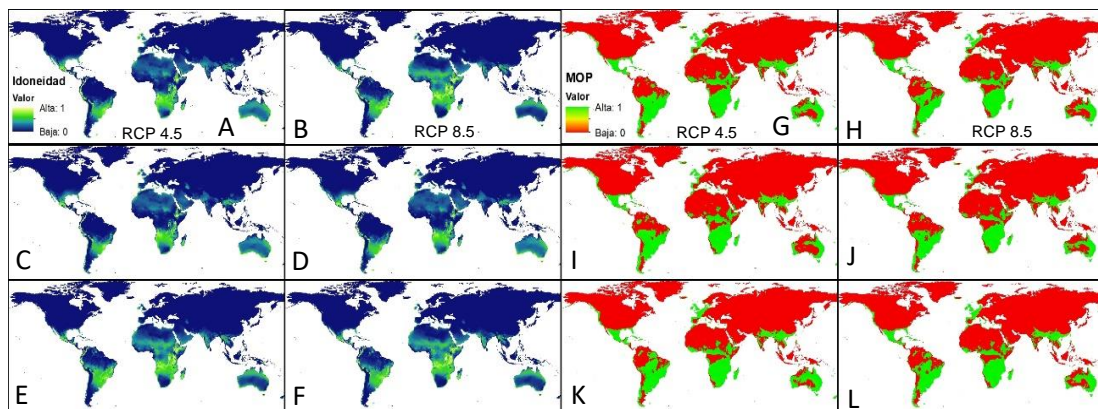 Idoneidad
Valor
Alta: 1
Baja: 0
RCP 4.5
A
B
RCP 8.5
MOP
Valor
Alta: 1
Baja: 0
RCP 4.5
G
H
RCP 8.5
C
D
I
J
E
F
K
L